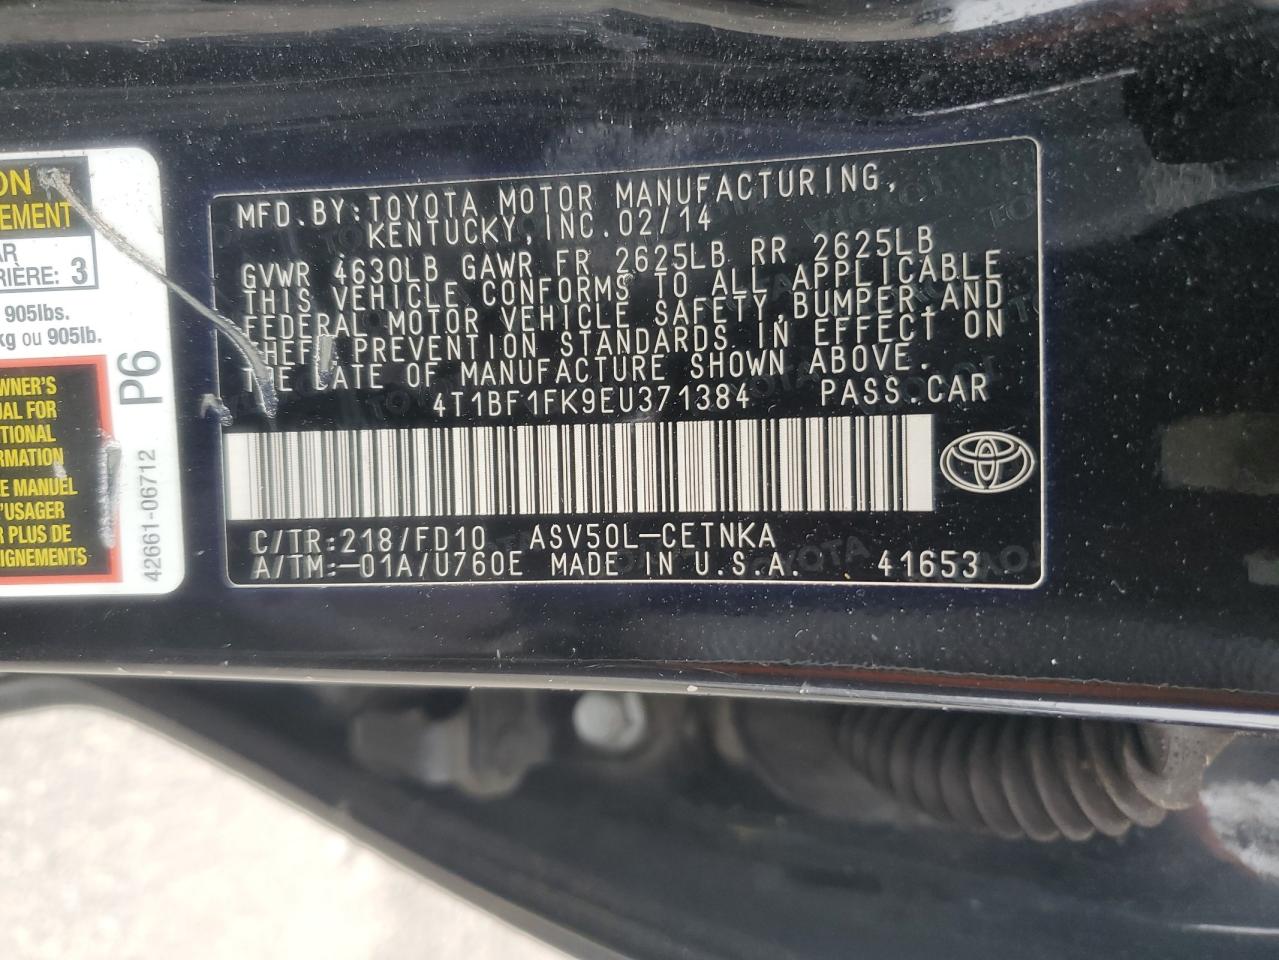 ON
EMENT
AR
RIÈRE: 3
905lbs.
kg ou 905lb.
WNER'S
UAL FOR
ITIONAL
RMATION
E MANUEL
'USAGER
R PLUS DE
IGNEMENTS
P6
42661-06712
MFD.BY:TOYOTA MOTOR MANUFACTURING,
KENTUCKY,INC.02/14
GVWR 4630LB GAWR FR 2625LB RR 2625LB
THIS VEHICLE CONFORMS TO ALL APPLICABLE
FEDERAL MOTOR VEHICLE SAFETY,BUMPER,AND
THEFT PREVENTION STANDARDS IN EFFECT ON
THE DATE OF MANUFACTURE SHOWN ABOVE.
4T1BF1FK9EU371384 PASS.CAR
C/TR:218/FD10 ASV50L-CETNKA
A/TM:-01A/U760E MADE IN U.S.A. 41653